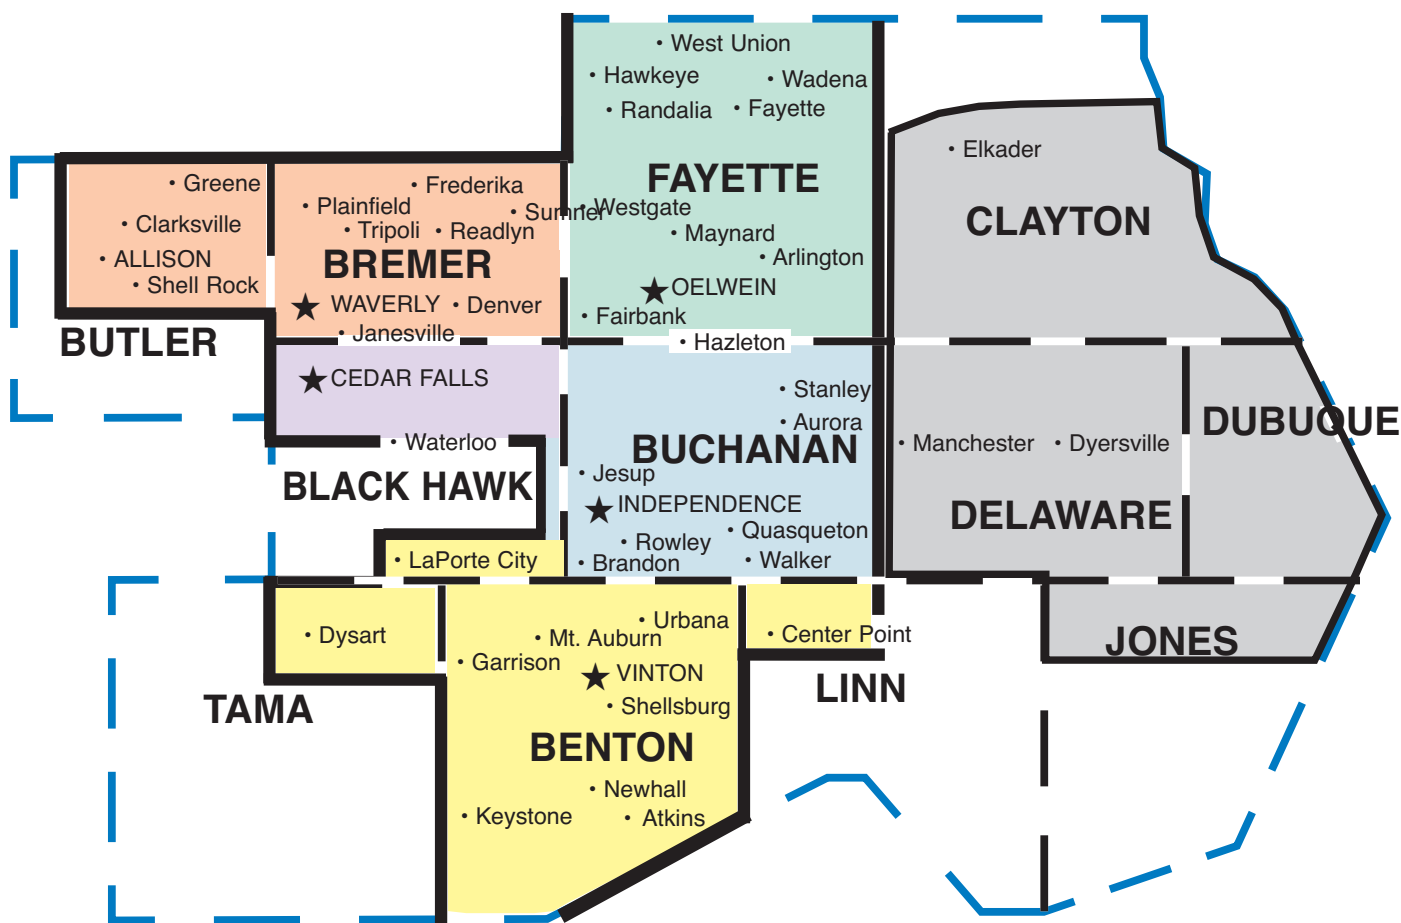 • West Union
• Hawkeye
• Wadena
• Randalia
• Fayette
FAYETTE
• Westgate
• Maynard
• Arlington
★ OELWEIN
• Fairbank
• Hazleton
• Elkader
CLAYTON
• Greene
• Clarksville
• ALLISON
• Shell Rock
BUTLER
• Frederika
• Plainfield
• Sumner
• Tripoli
• Readlyn
BREMER
★ WAVERLY
• Denver
• Janesville
★ CEDAR FALLS
• Waterloo
BLACK HAWK
• LaPorte City
• Stanley
• Aurora
BUCHANAN
• Jesup
★ INDEPENDENCE
• Quasqueton
• Rowley
• Brandon
• Walker
• Manchester
• Dyersville
DELAWARE
DUBUQUE
JONES
• Dysart
TAMA
• Urbana
• Mt. Auburn
• Garrison
★ VINTON
• Shellsburg
BENTON
• Newhall
• Keystone
• Atkins
• Center Point
LINN